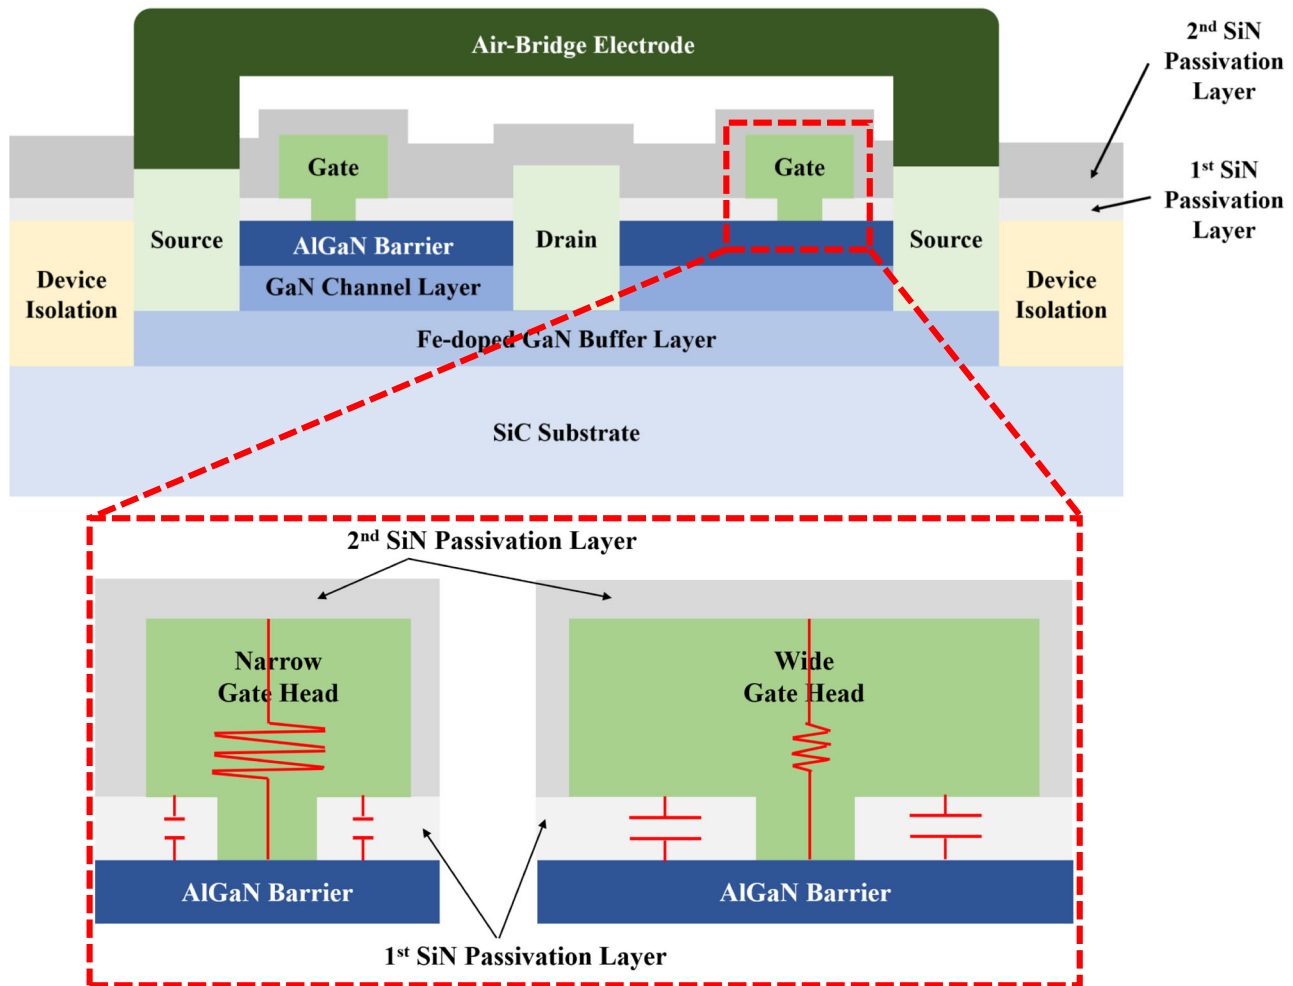 Air-Bridge Electrode
2nd SiN
Passivation
Layer
1st SiN
Passivation
Layer
Gate
Gate
Source
AlGaN Barrier
Drain
Source
Device
Isolation
GaN Channel Layer
Device
Isolation
Fe-doped GaN Buffer Layer
SiC Substrate
2nd SiN Passivation Layer
Narrow
Gate Head
Wide
Gate Head
AlGaN Barrier
AlGaN Barrier
1st SiN Passivation Layer